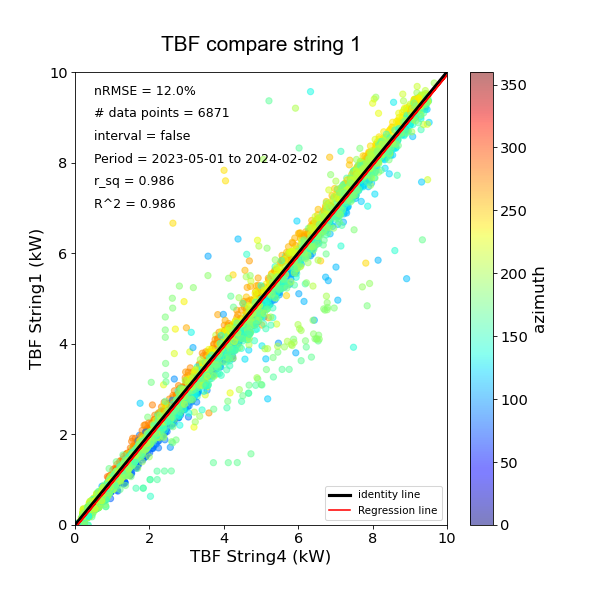 TBF compare string 1
nRMSE = 12.0%
# data points = 6871
interval = false
Period = 2023-05-01 to 2024-02-02
r_sq = 0.986
R^2 = 0.986
TBF String1 (kW)
10
8
6
4
2
0
0 2 4 6 8 10
TBF String4 (kW)
identity line
Regression line
350
300
250
200
150
100
50
0
azimuth